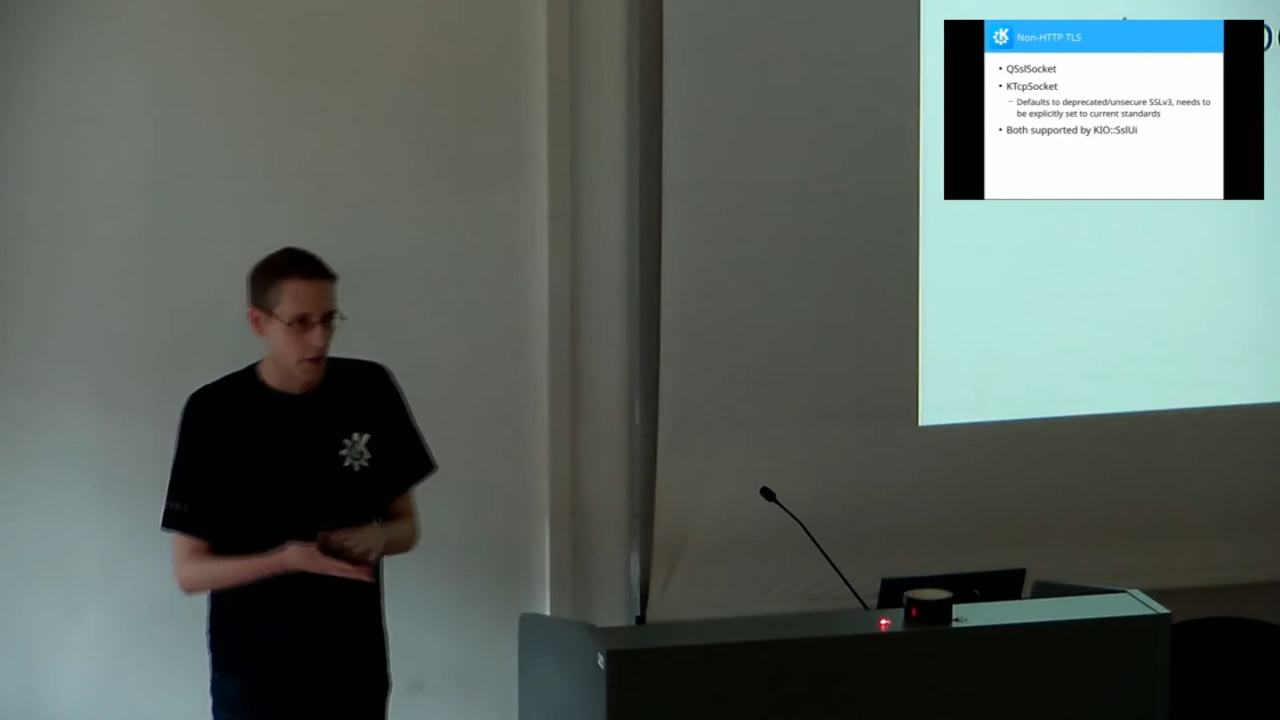 Non-HTTP TLS
• QSslSocket
• KTcpSocket
– Defaults to deprecated/unsecure SSLv3, needs to
be explicitly set to current standards
• Both supported by KIO::SslUi